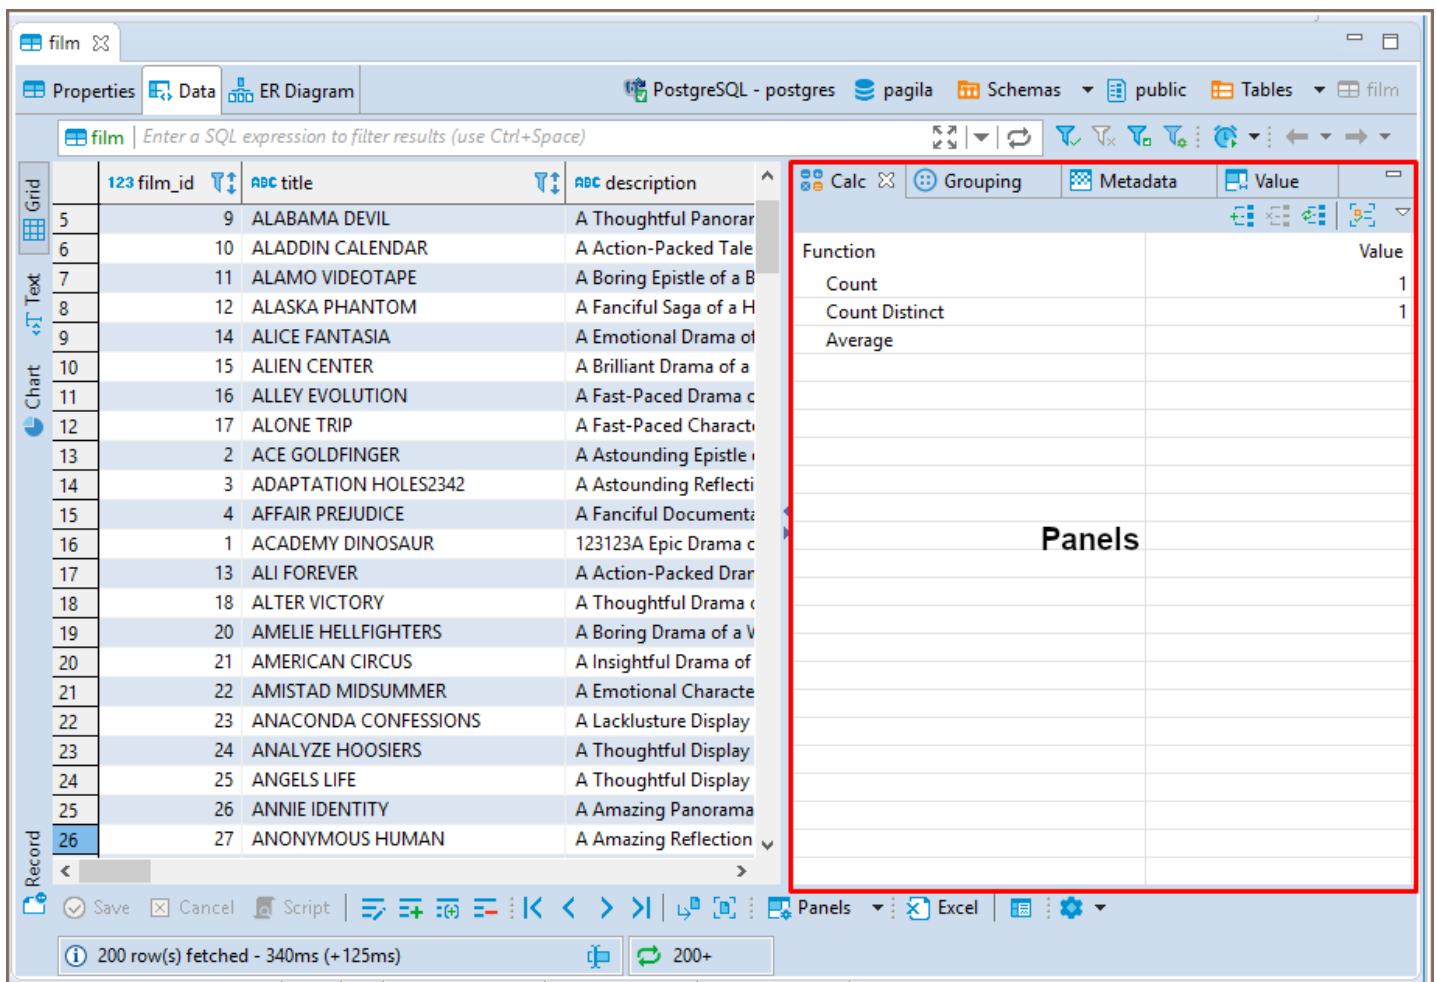 film
Properties Data ER Diagram PostgreSQL - postgres pagila Schemas public Tables film
film Enter a SQL expression to filter results (use Ctrl+Space)
Grid
Text
Chart
Record
123 film_id ABC title ABC description
5 9 ALABAMA DEVIL A Thoughtful Panorar
6 10 ALADDIN CALENDAR A Action-Packed Tale
7 11 ALAMO VIDEOTAPE A Boring Epistle of a B
8 12 ALASKA PHANTOM A Fanciful Saga of a H
9 14 ALICE FANTASIA A Emotional Drama of
10 15 ALIEN CENTER A Brilliant Drama of a
11 16 ALLEY EVOLUTION A Fast-Paced Drama c
12 17 ALONE TRIP A Fast-Paced Charact
13 2 ACE GOLDFINGER A Astounding Epistle
14 3 ADAPTATION HOLES2342 A Astounding Reflecti
15 4 AFFAIR PREJUDICE A Fanciful Documenta
16 1 ACADEMY DINOSAUR 123123A Epic Drama c
17 13 ALI FOREVER A Action-Packed Drar
18 18 ALTER VICTORY A Thoughtful Drama
19 20 AMELIE HELLFIGHTERS A Boring Drama of a V
20 21 AMERICAN CIRCUS A Insightful Drama of
21 22 AMISTAD MIDSUMMER A Emotional Characte
22 23 ANACONDA CONFESSIONS A Lacklusture Display
23 24 ANALYZE HOOSIERS A Thoughtful Display
24 25 ANGELS LIFE A Thoughtful Display
25 26 ANNIE IDENTITY A Amazing Panorama
26 27 ANONYMOUS HUMAN A Amazing Reflection
Calc Grouping Metadata Value
Function Value
Count 1
Count Distinct 1
Average
Panels
Save Cancel Script Panels Excel
200 row(s) fetched - 340ms (+125ms) 200+